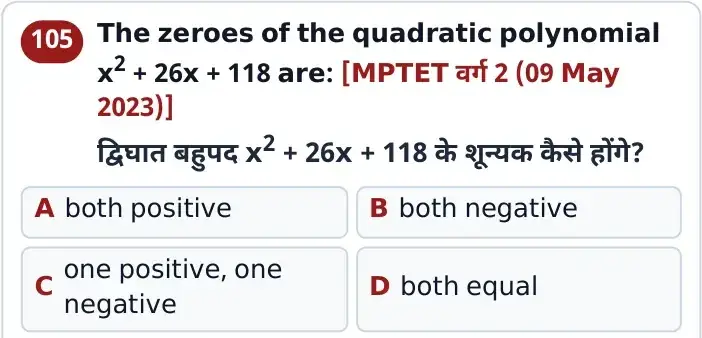 105 The zeroes of the quadratic polynomial
x² + 26x + 118 are: [MPTET वर्ग 2 (09 May
2023)]
द्विघात बहुपद x² + 26x + 118 के शून्यक कैसे होंगे?
A both positive
B both negative
C one positive, one
negative
D both equal